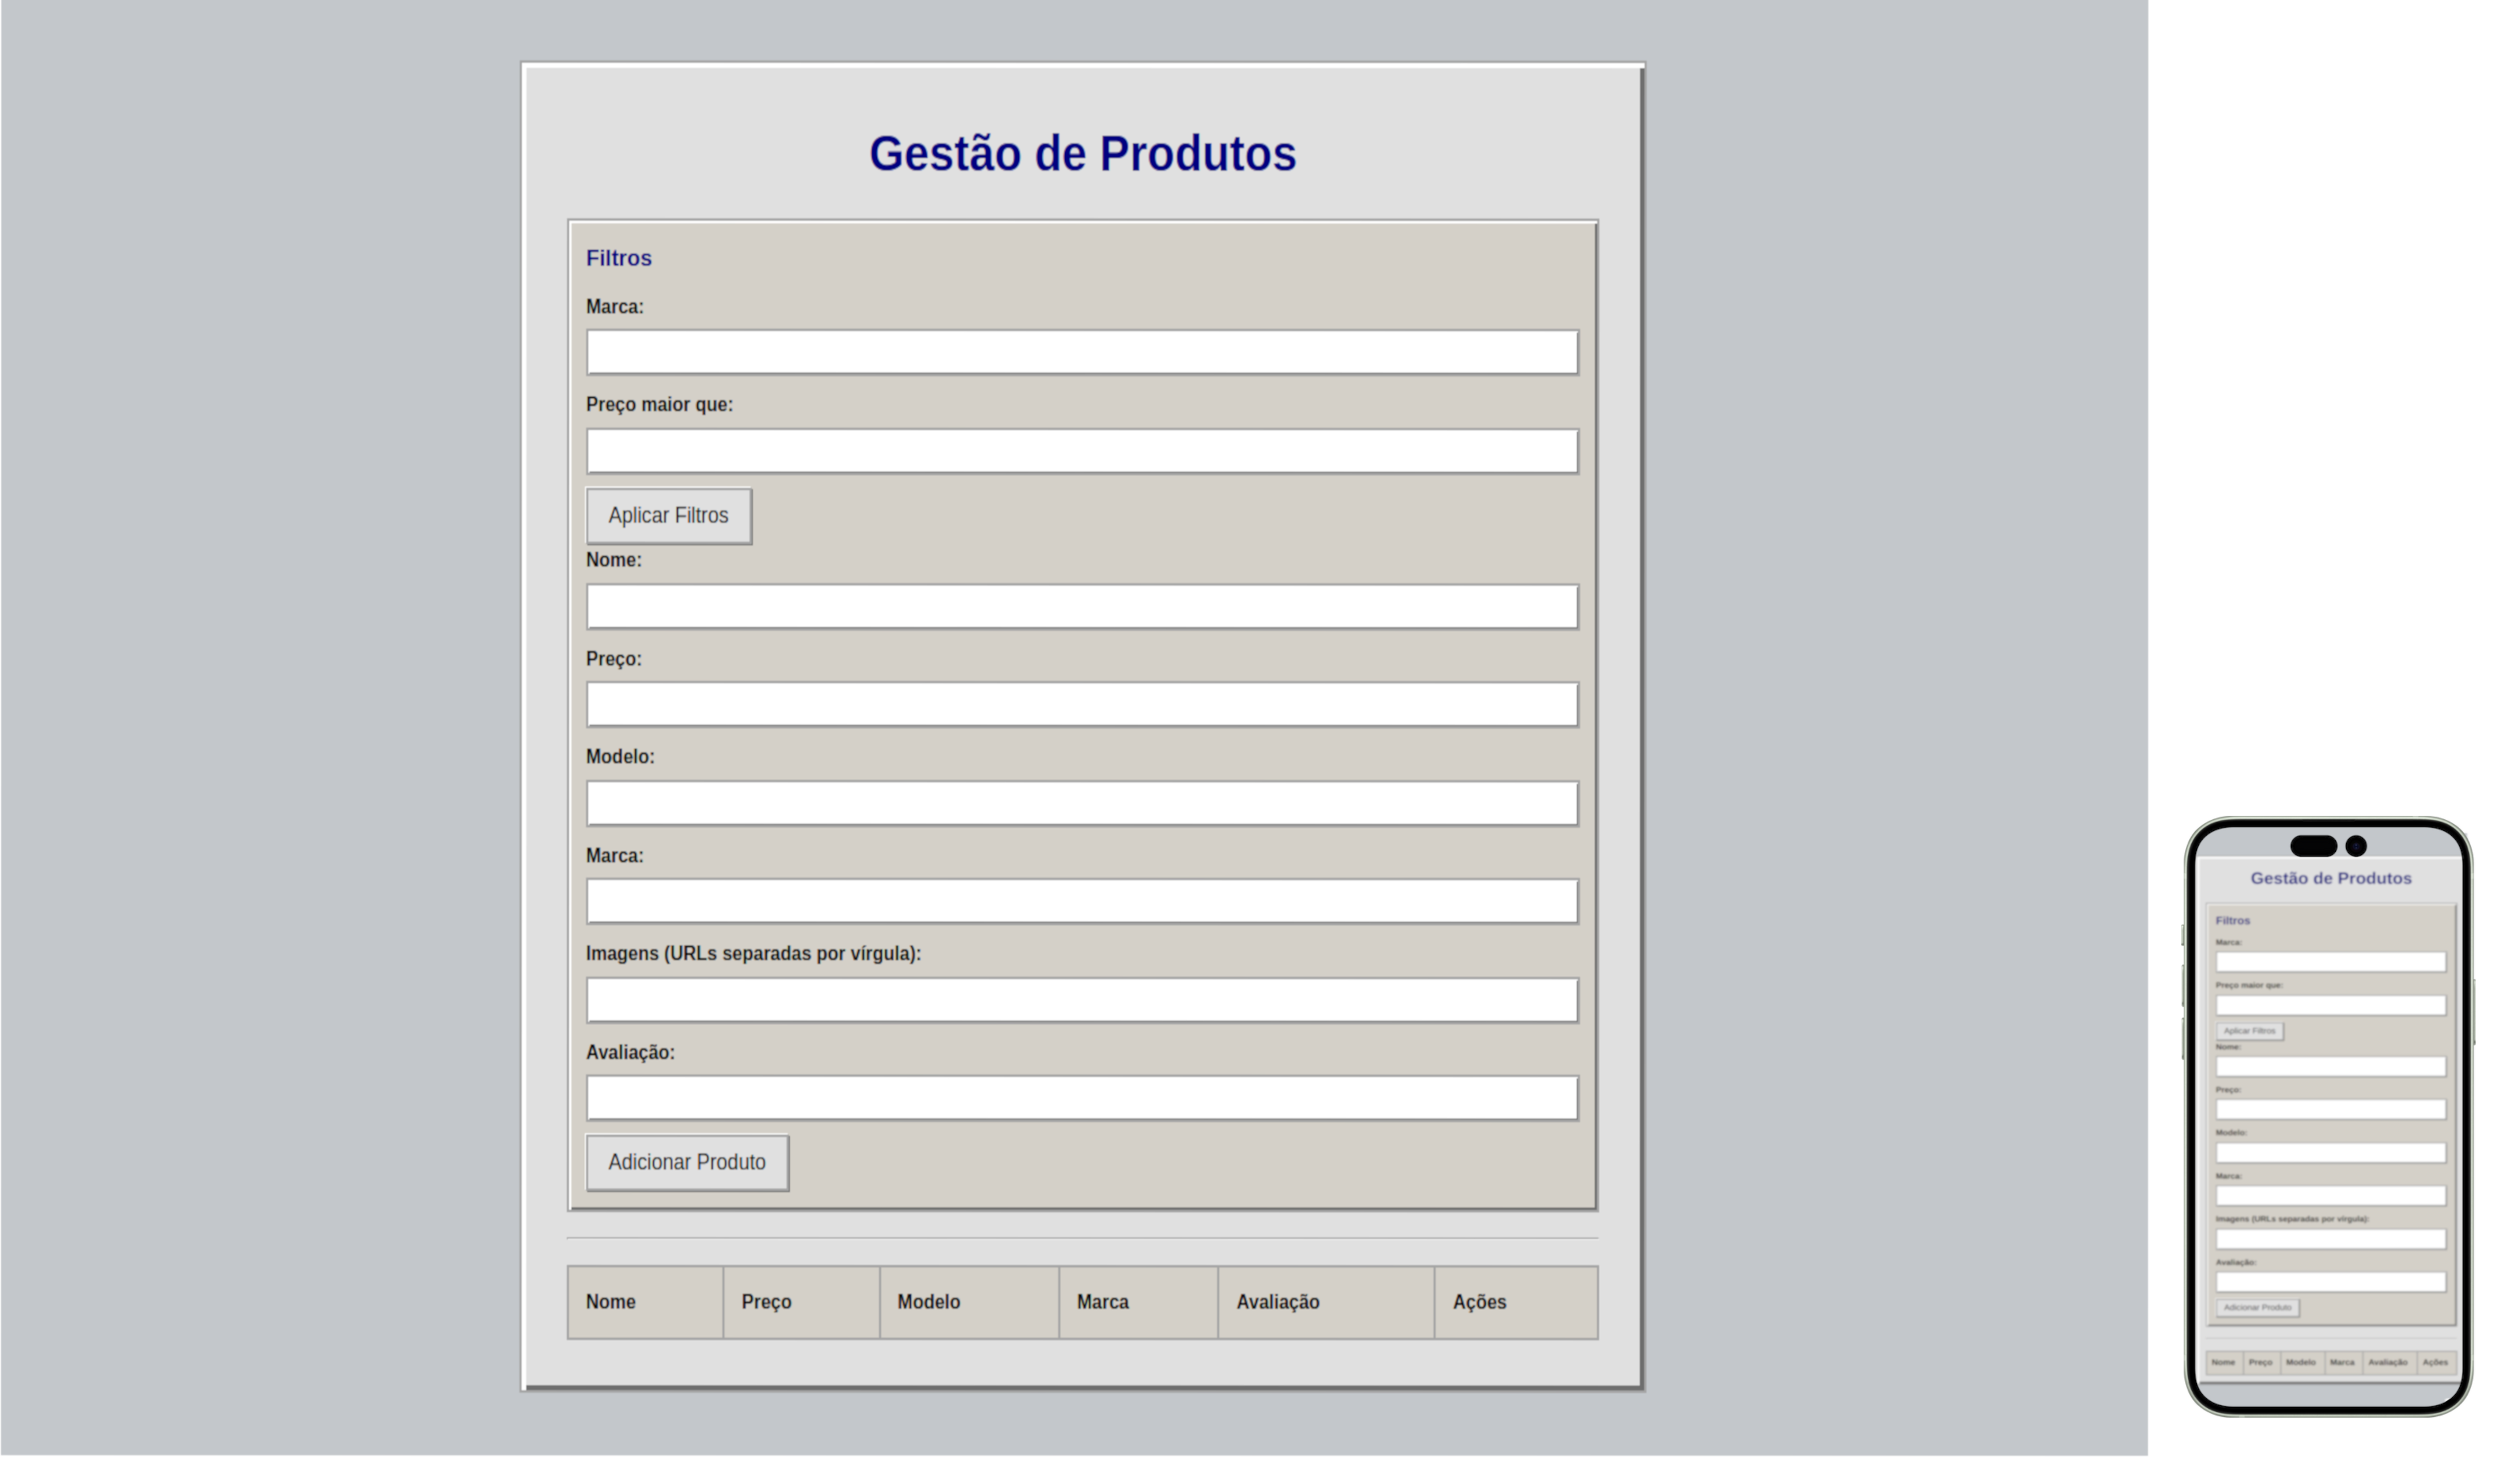 Gestão de Produtos
Filtros
Marca:
Preço maior que:
Aplicar Filtros
Nome:
Preço:
Modelo:
Marca:
Imagens (URLs separadas por vírgula):
Avaliação:
Adicionar Produto
Nome Preço Modelo Marca Avaliação Ações
Gestão de Produtos
Filtros
Marca:
Preço maior que:
Aplicar Filtros
Nome:
Preço:
Modelo:
Marca:
Imagens (URLs separadas por vírgula):
Avaliação:
Adicionar Produto
Nome Preço Modelo Marca Avaliação Ações